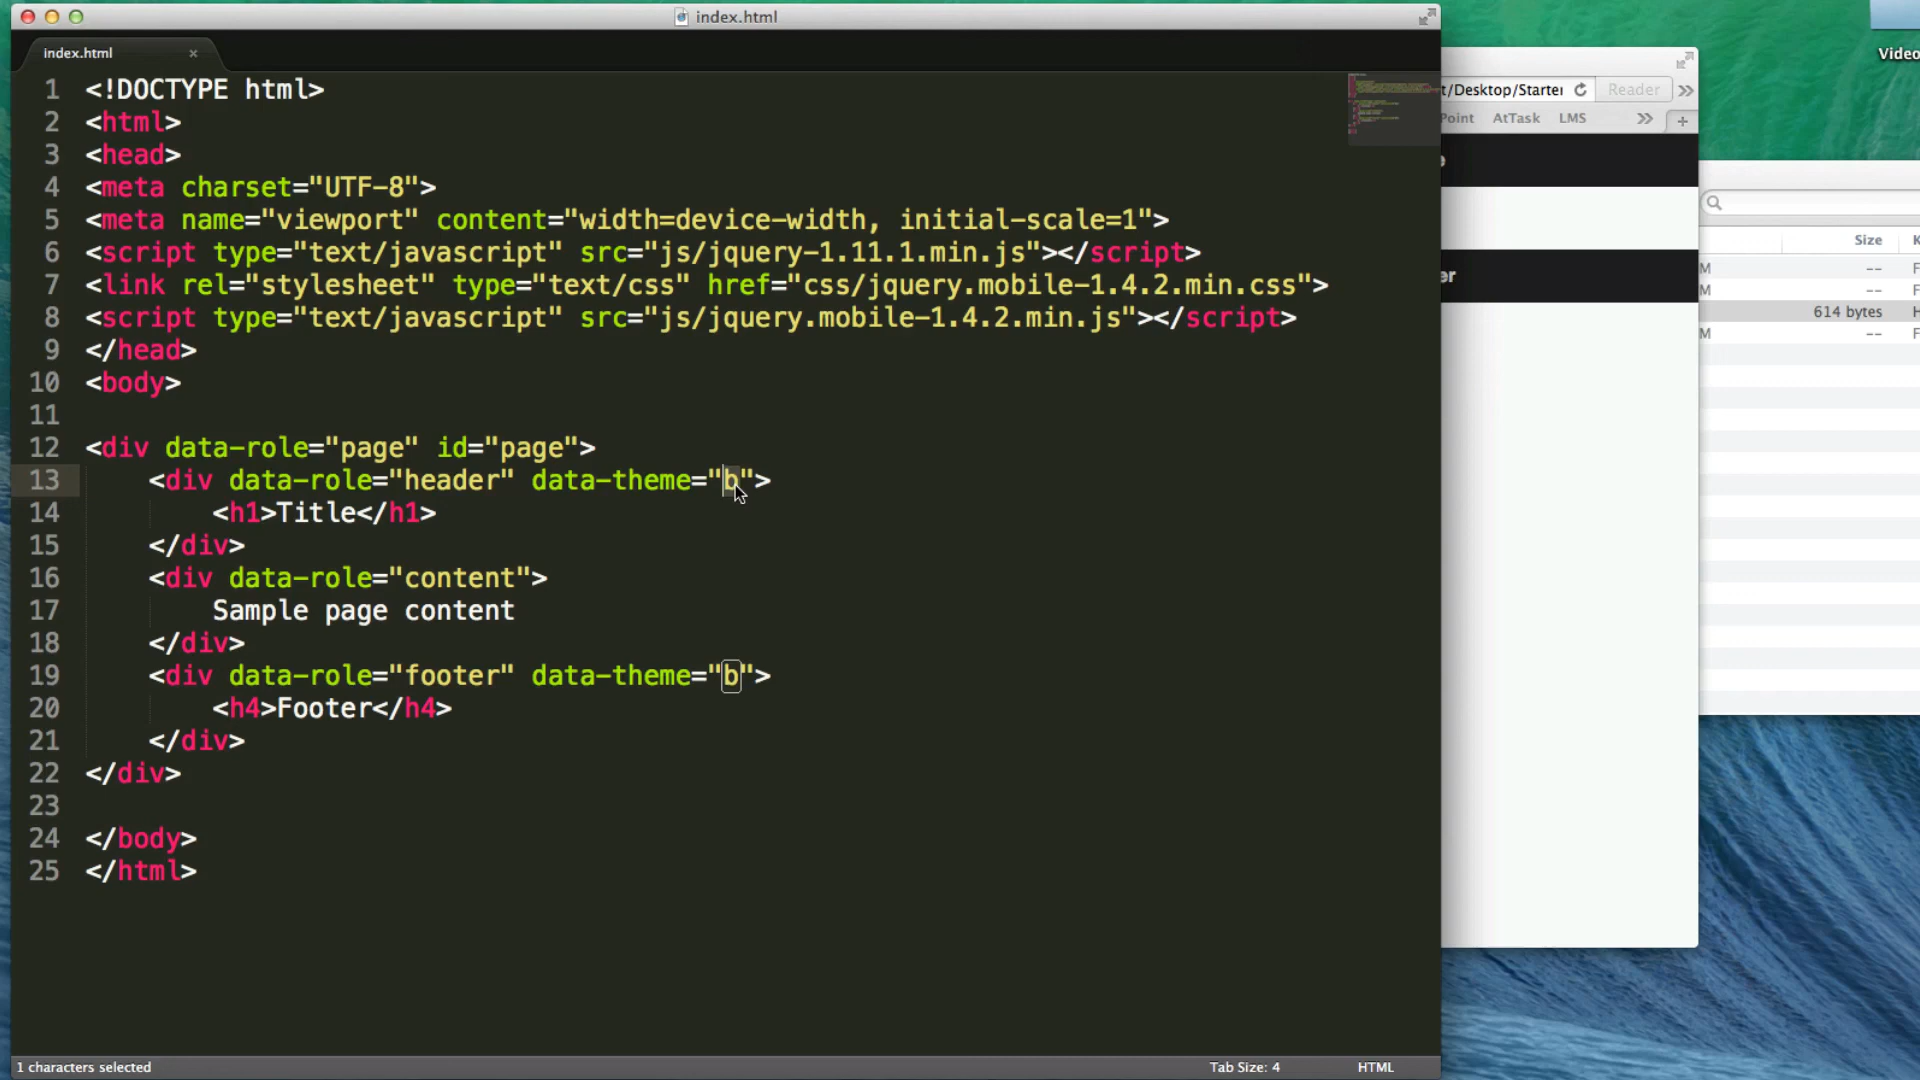 index.html
index.html ×
1 <!DOCTYPE html>
2 <html>
3 <head>
4 <meta charset="UTF-8">
5 <meta name="viewport" content="width=device-width, initial-scale=1">
6 <script type="text/javascript" src="js/jquery-1.11.1.min.js"></script>
7 <link rel="stylesheet" type="text/css" href="css/jquery.mobile-1.4.2.min.css">
8 <script type="text/javascript" src="js/jquery.mobile-1.4.2.min.js"></script>
9 </head>
10 <body>
11
12 <div data-role="page" id="page">
13     <div data-role="header" data-theme="b">
14         <h1>Title</h1>
15     </div>
16     <div data-role="content">
17         Sample page content
18     </div>
19     <div data-role="footer" data-theme="b">
20         <h4>Footer</h4>
21     </div>
22 </div>
23
24 </body>
25 </html>
1 characters selected
Tab Size: 4
HTML
t/Desktop/Starter
Reader
»
Point AtTask LMS » +
e
er
Video
Size K
M -- F
M -- F
614 bytes H
M -- F